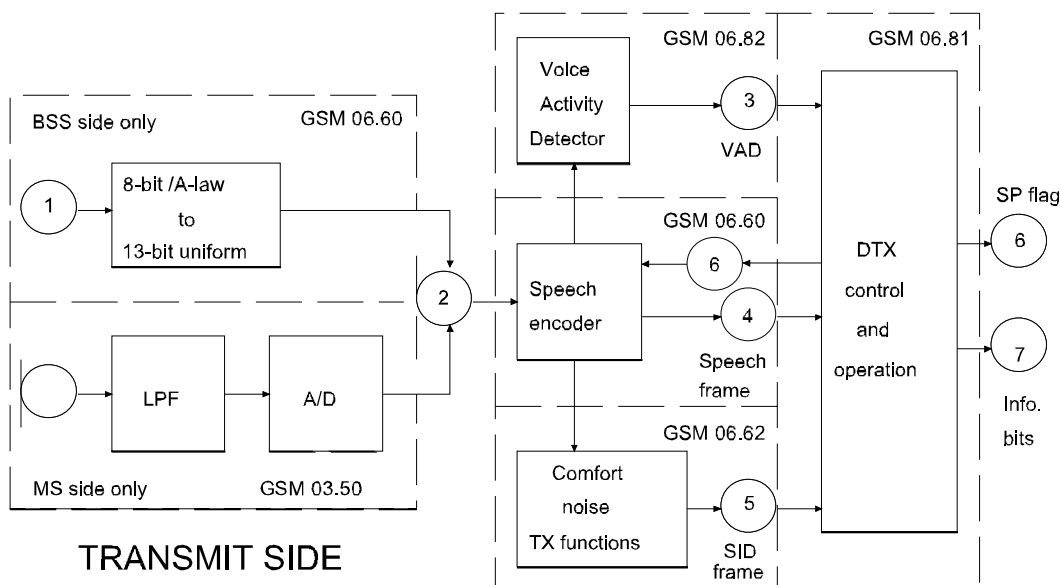 GSM 06.82
GSM 06.81
Volce
Activity
Detector
3
VAD
BSS side only
GSM 06.60
1
8-bit /A-law
to
13-bit uniform
2
GSM 06.60
Speech
encoder
6
4
Speech
frame
DTX
control
and
operation
SP flag
6
7
Info.
bits
LPF
A/D
MS side only
GSM 03.50
GSM 06.62
Comfort
noise
TX functions
5
SID
frame
TRANSMIT SIDE